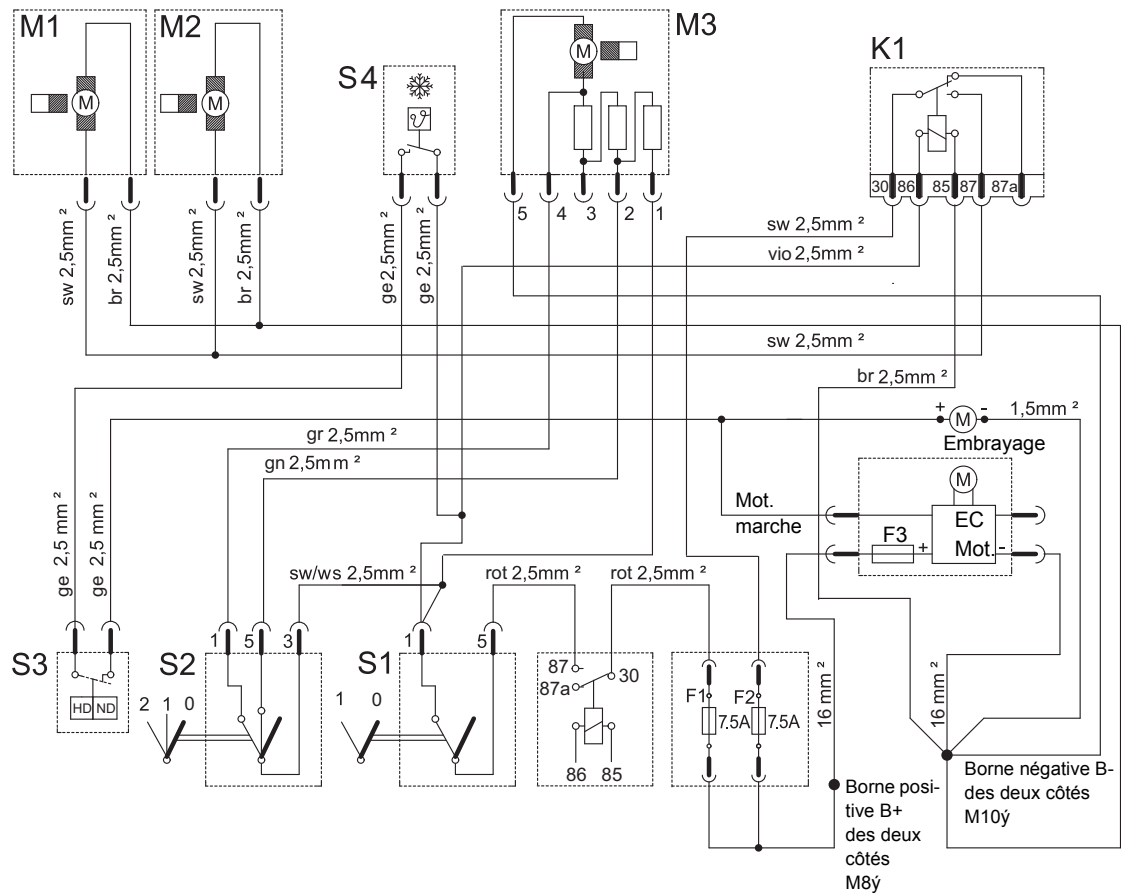 M1
M2
M3
S4
K1
M
M
M
30
86
85
87
87a
5
4
3
2
1
sw 2,5mm ²
br 2,5mm ²
sw 2,5mm ²
br 2,5mm ²
ge 2,5mm ²
ge 2,5mm ²
sw 2,5mm ²
vio 2,5mm ²
sw 2,5mm ²
br 2,5mm ²
+
M
-
1,5mm ²
Embrayage
gr 2,5mm ²
gn 2,5mm ²
Mot.
marche
M
EC
F3
+
Mot.
-
ge 2,5 mm ²
ge 2,5 mm ²
sw/ws 2,5mm ²
rot 2,5mm ²
rot 2,5mm ²
1
5
3
1
5
S3
S2
S1
HD
ND
2
1
0
1
0
87
87a
30
86
85
F1
7.5A
F2
7.5A
16 mm ²
16 mm ²
Borne posi-
tive B+
des deux
côtés
M8ý
Borne négative B-
des deux côtés
M10ý